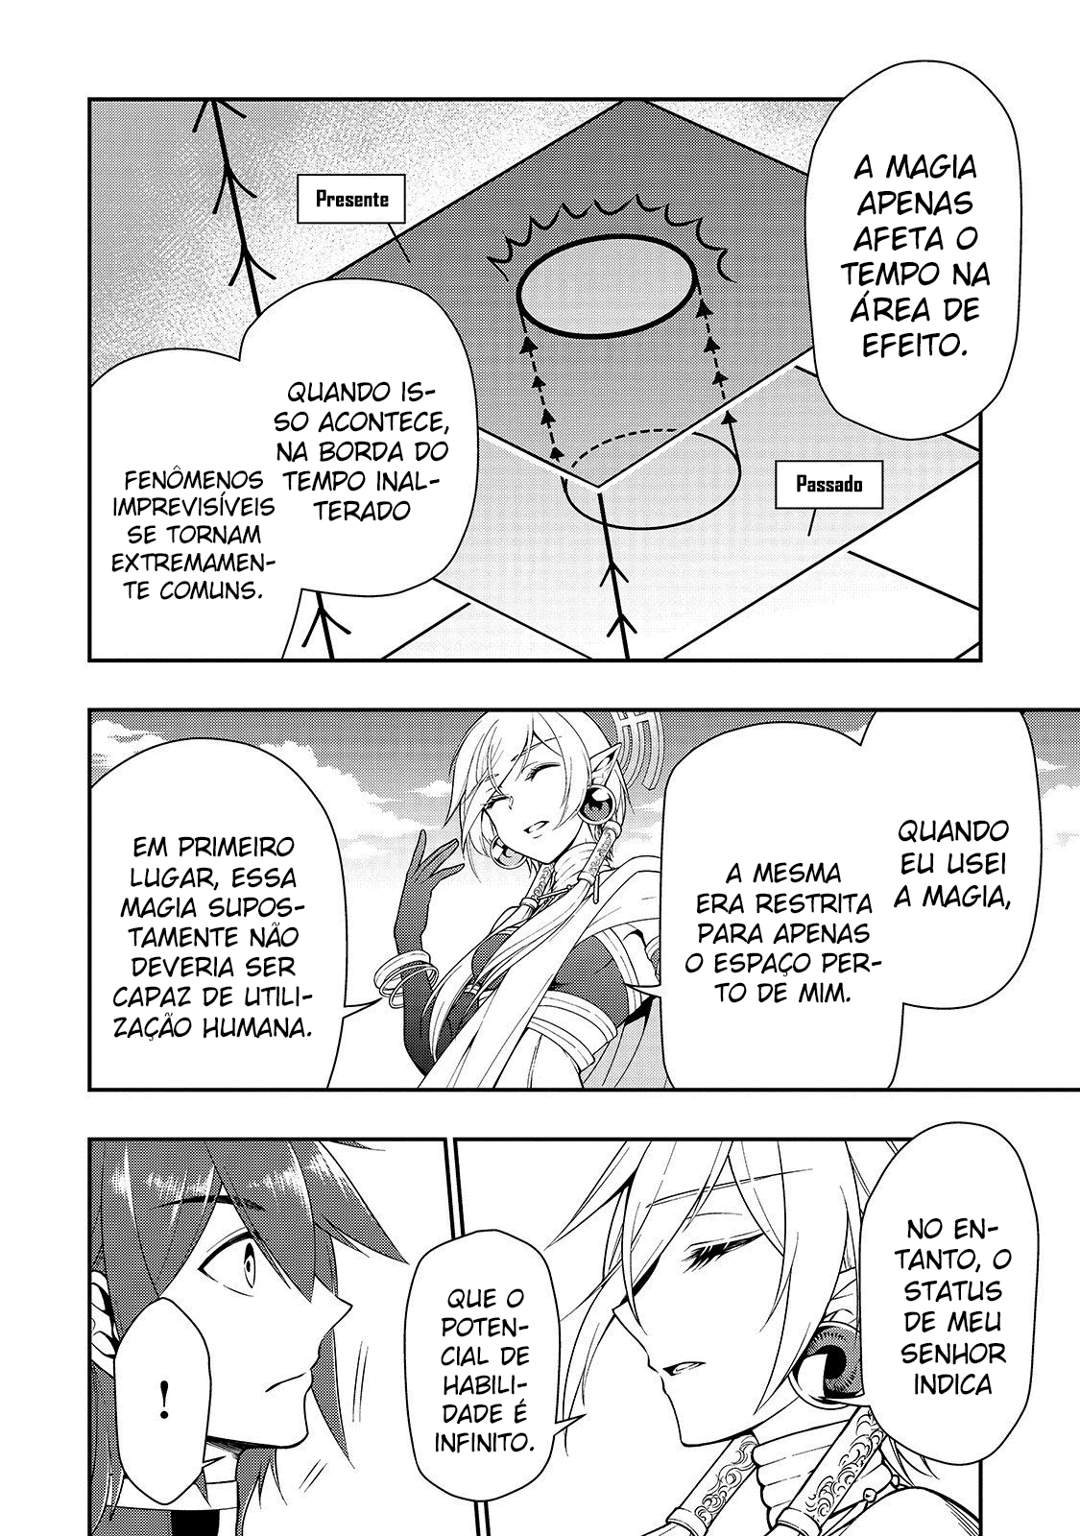 A MAGIA
APENAS
AFETA O
TEMPO NA
ÁREA DE
EFEITO.
Presente
Passado
QUANDO IS-
SO ACONTECE,
NA BORDA DO
TEMPO INAL-
TERADO
FENÔMENOS
IMPREVISÍVEIS
SE TORNAM
EXTREMAMEN-
TE COMUNS.
QUANDO
EU USEI
A MAGIA,
A MESMA
ERA RESTRITA
PARA APENAS
O ESPAÇO PER-
TO DE MIM.
EM PRIMEIRO
LUGAR, ESSA
MAGIA SUPOS-
TAMENTE NÃO
DEVERIA SER
CAPAZ DE UTILI-
ZAÇÃO HUMANA.
NO EN-
TANTO, O
STATUS
DE MEU
SENHOR
INDICA
QUE O
POTEN-
CIAL DE
HABILI-
DADE É
INFINITO.
!